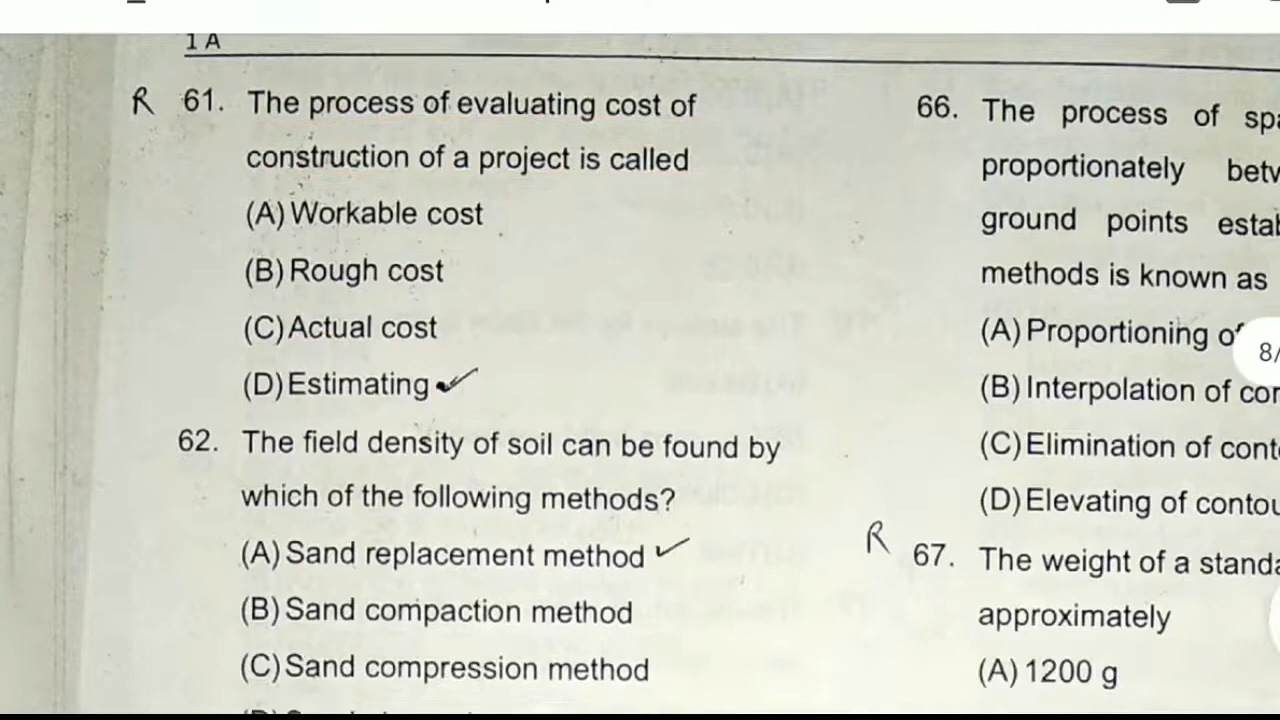 1 A
R 61. The process of evaluating cost of
construction of a project is called
(A) Workable cost
(B) Rough cost
(C) Actual cost
(D) Estimating
62. The field density of soil can be found by
which of the following methods?
(A) Sand replacement method
(B) Sand compaction method
(C) Sand compression method
66. The process of
proportionately
ground points
methods is known as
(A) Proportioning
(B) Interpolation of
(C) Elimination of
(D) Elevating of
R 67. The weight of a
approximately
(A) 1200 g
8/